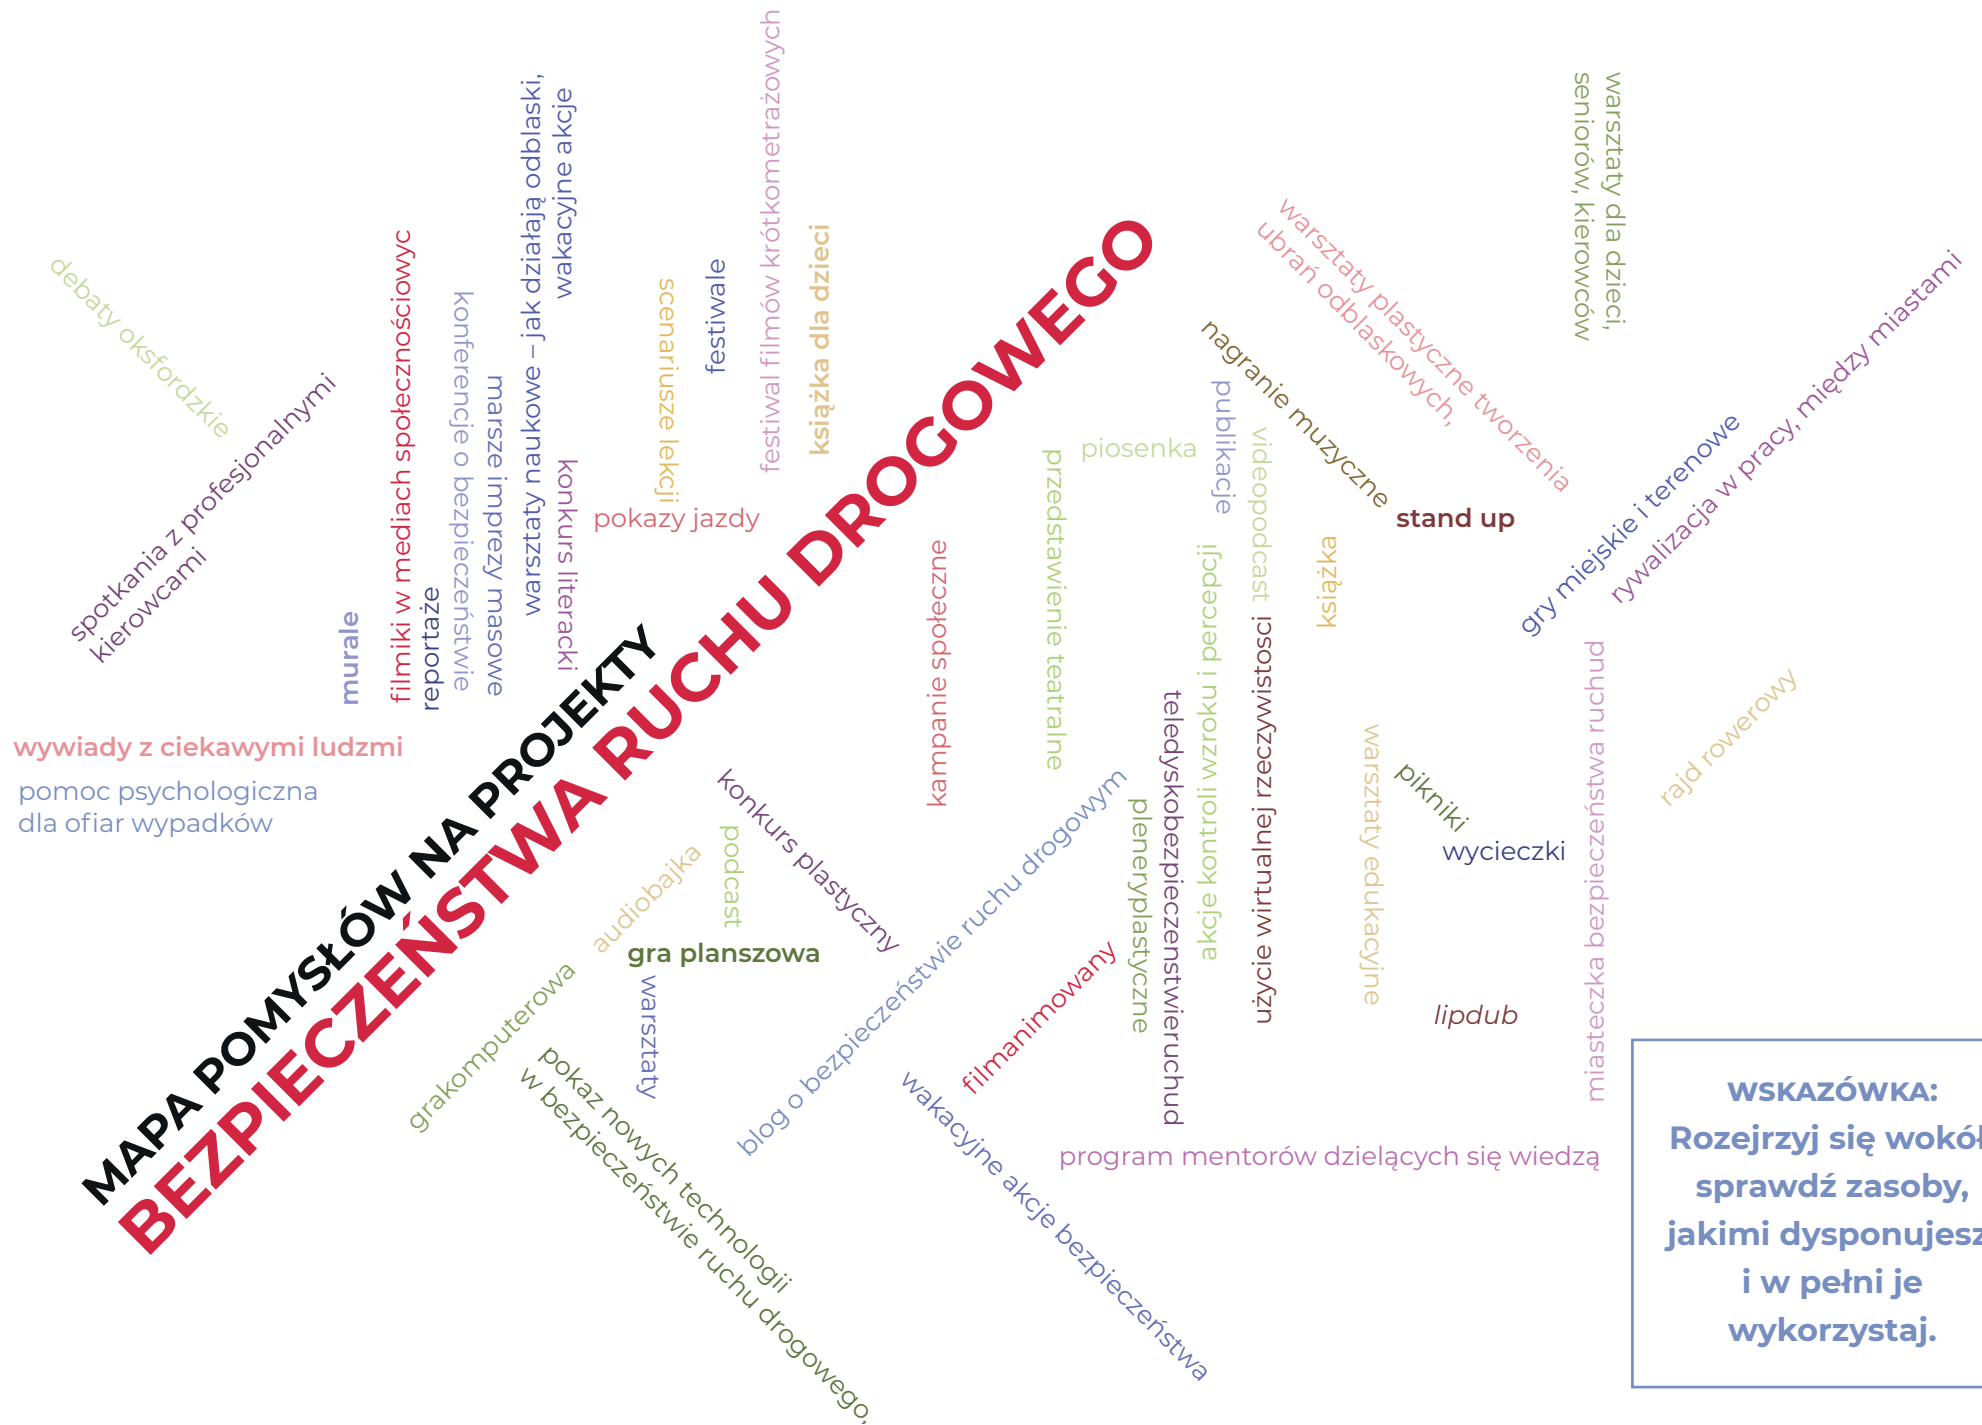 MAPA POMYSŁÓW NA PROJEKTY
BEZPIECZEŃSTWA RUCHU DROGOWEGO
debaty oksfordzkie
spotkania z profesjonalnymi
kierowcami
murale
filmiki w mediach społecznościowyc
reportaże
konferencje o bezpieczeństwie
marsze imprezy masowe
warsztaty naukowe – jak działają odblaski,
wakacyjne akcje
konkurs literacki
pokazy jazdy
scenariusze lekcji
festiwale
festiwal filmów krótkometrażowych
książka dla dzieci
wywiady z ciekawymi ludzmi
pomoc psychologiczna
dla ofiar wypadków
kampanie społeczne
przedstawienie teatralne
piosenka
publikacje
videopodcast
nagranie muzyczne
warsztaty plastyczne tworzenia
ubrań odblaskowych,
stand up
książka
warsztaty dla dzieci,
seniorów, kierowców
gry miejskie i terenowe
rywalizacja w pracy, między miastami
rajd rowerowy
miasteczka bezpieczeństwa ruchud
pikniki
wycieczki
warsztaty edukacyjne
lipdub
użycie wirtualnej rzeczywistosci
akcje kontroli wzroku i percepcji
teledyskobezpieczenstwieruchud
pleneryplastyczne
filmanimowany
blog o bezpieczeństwie ruchu drogowym
konkurs plastyczny
podcast
audiobajka
gra planszowa
warsztaty
grakomputerowa
pokaz nowych technologii
w bezpieczeństwie ruchu drogowego,
wakacyjne akcje bezpieczeństwa
program mentorów dzielących się wiedzą
WSKAZÓWKA:
Rozejrzyj się wokół
sprawdź zasoby,
jakimi dysponujesz
i w pełni je
wykorzystaj.